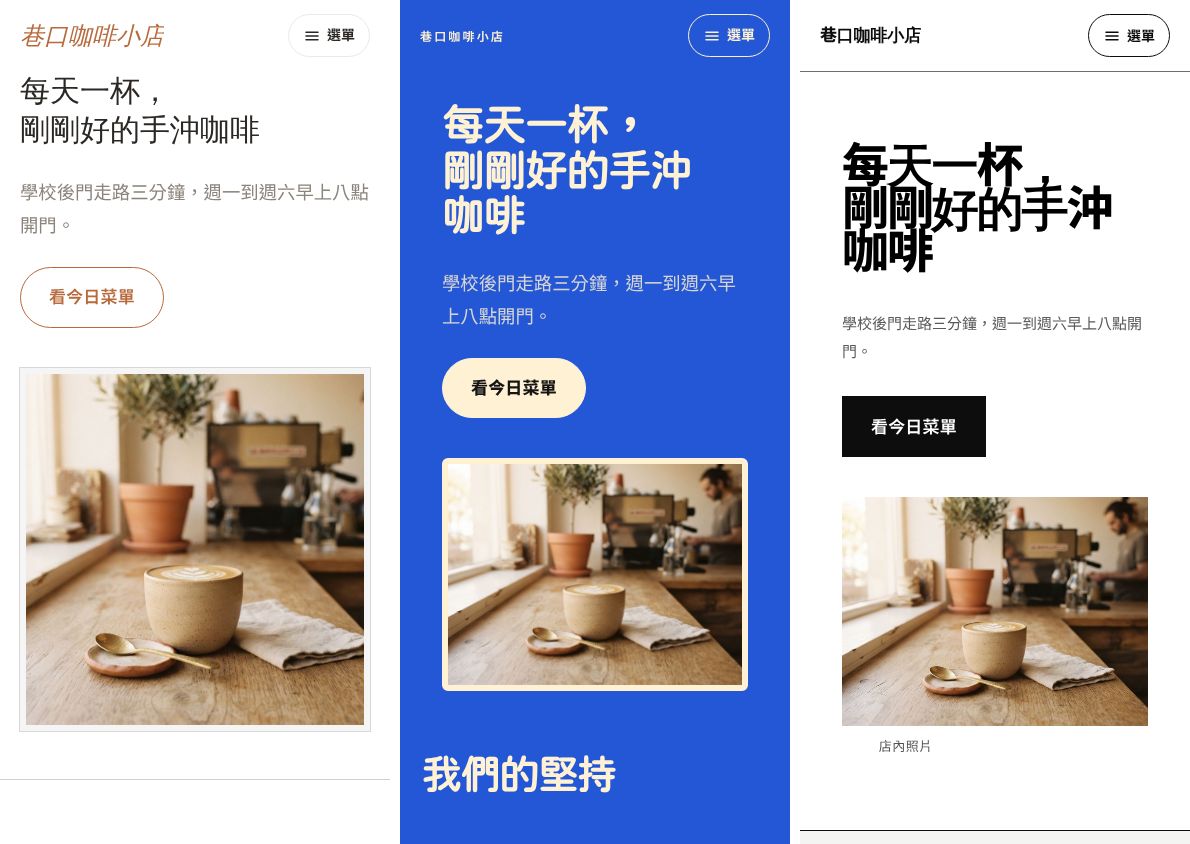 巷口咖啡小店
選單
每天一杯，
剛剛好的手沖咖啡
學校後門走路三分鐘，週一到週六早上八點
開門。
看今日菜單
巷口咖啡小店
選單
每天一杯，
剛剛好的手沖
咖啡
學校後門走路三分鐘，週一到週六早
上八點開門。
看今日菜單
我們的堅持
巷口咖啡小店
選單
每天一杯，
剛剛好的手沖
咖啡
學校後門走路三分鐘，週一到週六早上八點開
門。
看今日菜單
店內照片